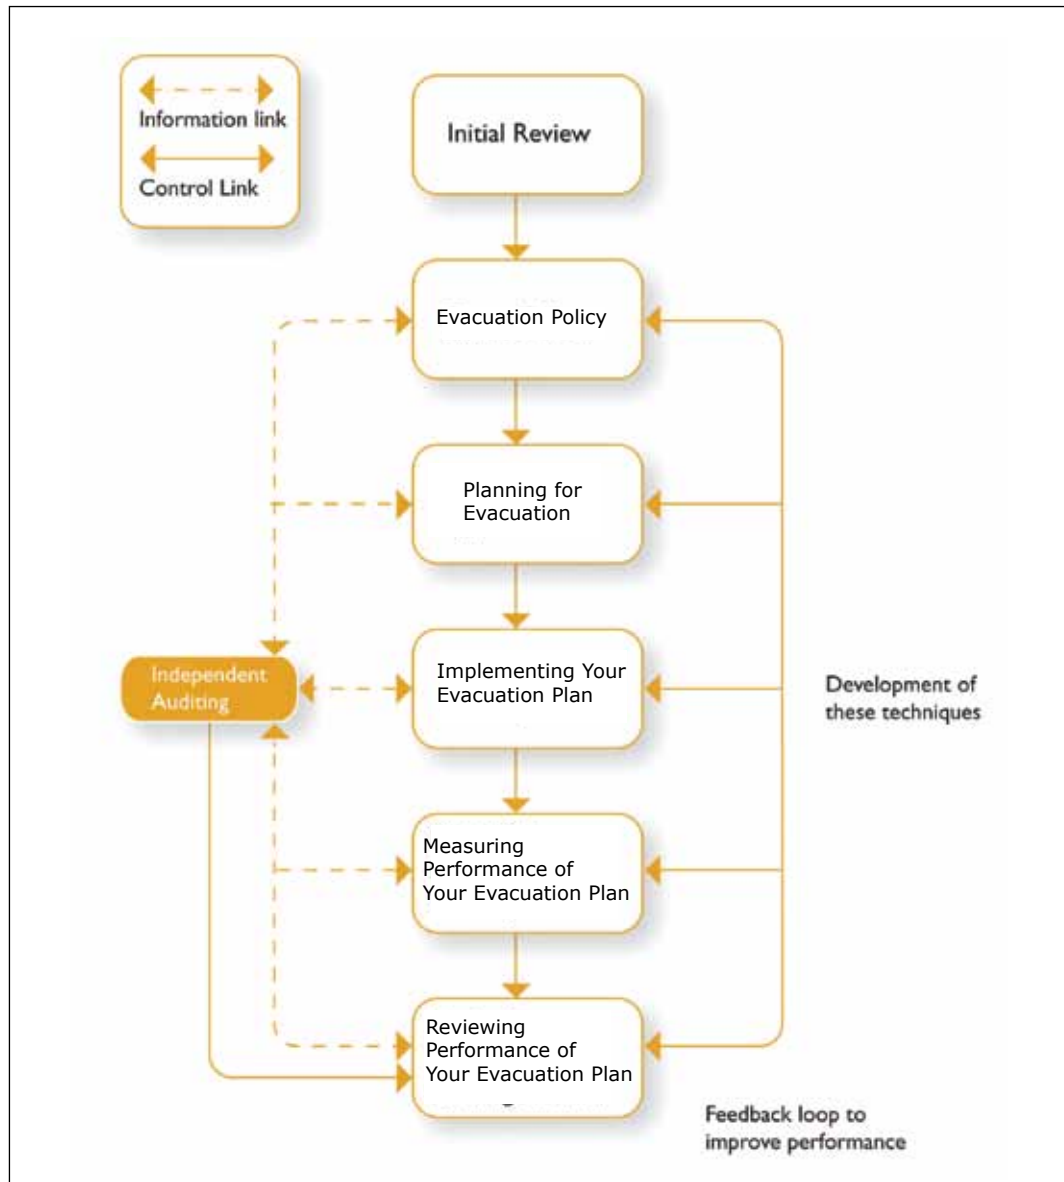 Information link
Control Link
Initial Review
Evacuation Policy
Planning for
Evacuation
Implementing Your
Evacuation Plan
Independent
Auditing
Development of
these techniques
Measuring
Performance of
Your Evacuation Plan
Reviewing
Performance of
Your Evacuation Plan
Feedback loop to
improve performance